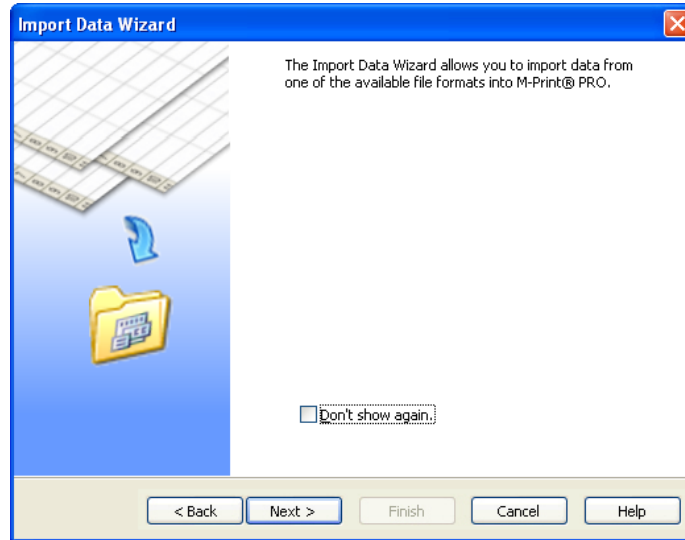 Import Data Wizard
The Import Data Wizard allows you to import data from
one of the available file formats into M-Print® PRO.
Don't show again.
< Back
Next >
Finish
Cancel
Help